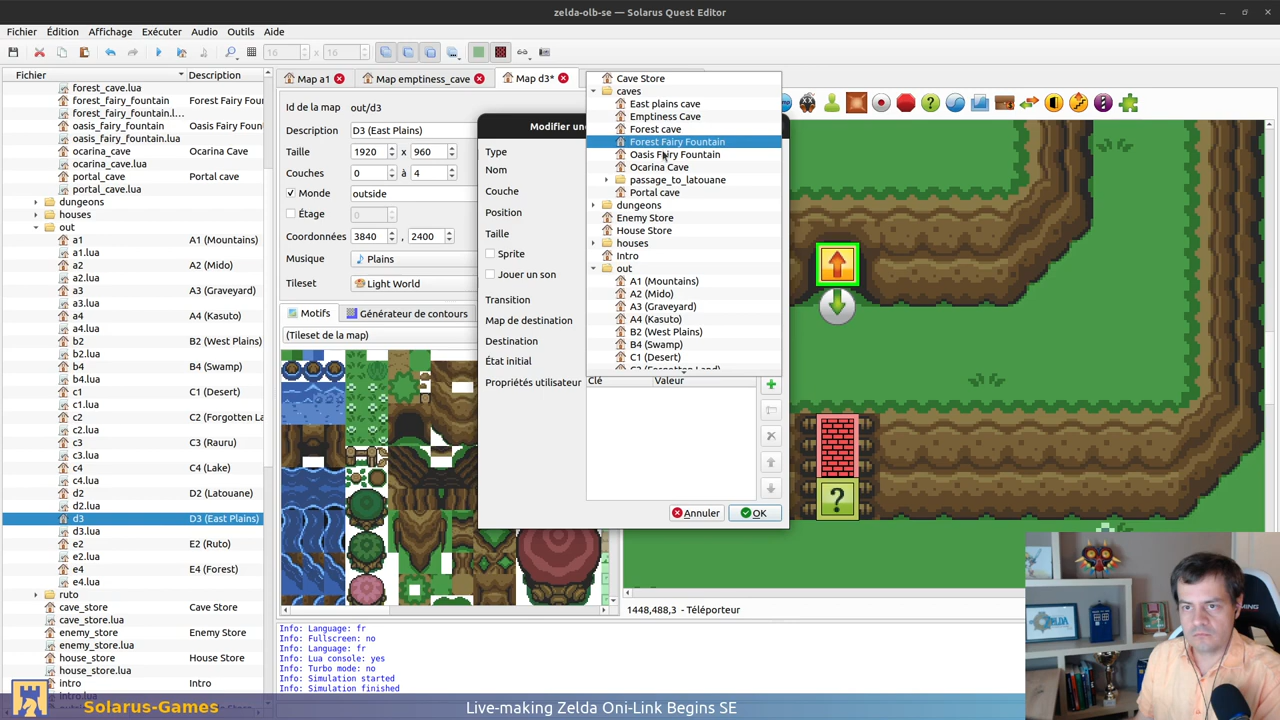 zelda-olb-se — Solarus Quest Editor
Fichier Édition Affichage Exécuter Audio Outils Aide
16 x 16
Fichier Description
forest_cave.lua
forest_fairy_fountain Forest Fairy Foun
forest_fairy_fountain.l...
oasis_fairy_fountain Oasis Fairy Fount
oasis_fairy_fountain.lua
ocarina_cave Ocarina Cave
ocarina_cave.lua
portal_cave Portal cave
portal_cave.lua
dungeons
houses
out
a1 A1 (Mountains)
a1.lua
a2 A2 (Mido)
a2.lua
a3 A3 (Graveyard)
a3.lua
a4 A4 (Kasuto)
a4.lua
b2 B2 (West Plains)
b2.lua
b4 B4 (Swamp)
b4.lua
c1 C1 (Desert)
c1.lua
c2 C2 (Forgotten La
c2.lua
c3 C3 (Rauru)
c3.lua
c4 C4 (Lake)
c4.lua
d2 D2 (Latouane)
d2.lua
d3 D3 (East Plains)
d3.lua
e2 E2 (Ruto)
e2.lua
e4 E4 (Forest)
e4.lua
ruto
cave_store Cave Store
cave_store.lua
enemy_store Enemy Store
enemy_store.lua
house_store House Store
house_store.lua
intro Intro
intro.lua
Map a1 Map emptiness_cave Map d3*
Id de la map out/d3
Description D3 (East Plains)
Taille 1920 x 960
Couches 0 à 4
Monde outside
Étage 0
Coordonnées 3840 , 2400
Musique Plains
Tileset Light World
Motifs Générateur de contours
(Tileset de la map)
Modifier un
Type
Nom
Couche
Position
Taille
Sprite
Jouer un son
Transition
Map de destination
Destination
État initial
Propriétés utilisateur
Clé Valeur
Annuler OK
Cave Store
caves
East plains cave
Emptiness Cave
Forest cave
Forest Fairy Fountain
Oasis Fairy Fountain
Ocarina Cave
passage_to_latouane
Portal cave
dungeons
Enemy Store
House Store
houses
Intro
out
A1 (Mountains)
A2 (Mido)
A3 (Graveyard)
A4 (Kasuto)
B2 (West Plains)
B4 (Swamp)
C1 (Desert)
C2 (Forgotten Land)
?
1448,488,3 - Téléporteur
Info: Language: fr
Info: Fullscreen: no
Info: Language: fr
Info: Lua console: yes
Info: Turbo mode: no
Info: Simulation started
Info: Simulation finished
ZELDA
GAMING
Solarus-Games
Live-making Zelda Oni-Link Begins SE